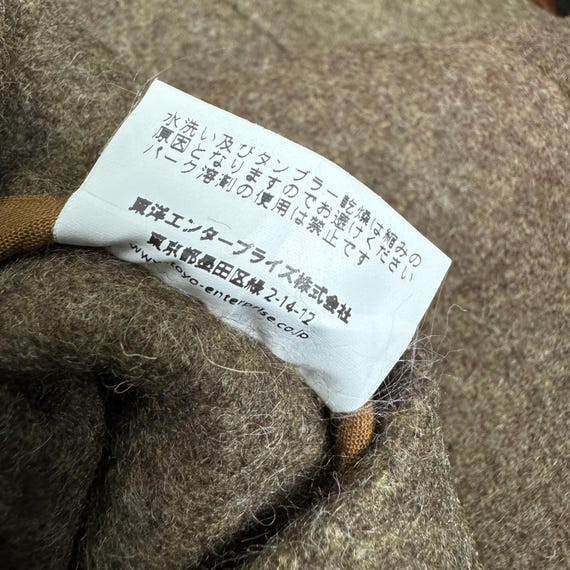 水洗い及びタンブラー乾燥は縮みの
原因となりますのでお避けください
パーク溶剤の使用は禁止です
東洋エンタープライズ株式会社
東京都墨田区緑 2-14-12
www.toyo-enterprise.co.jp